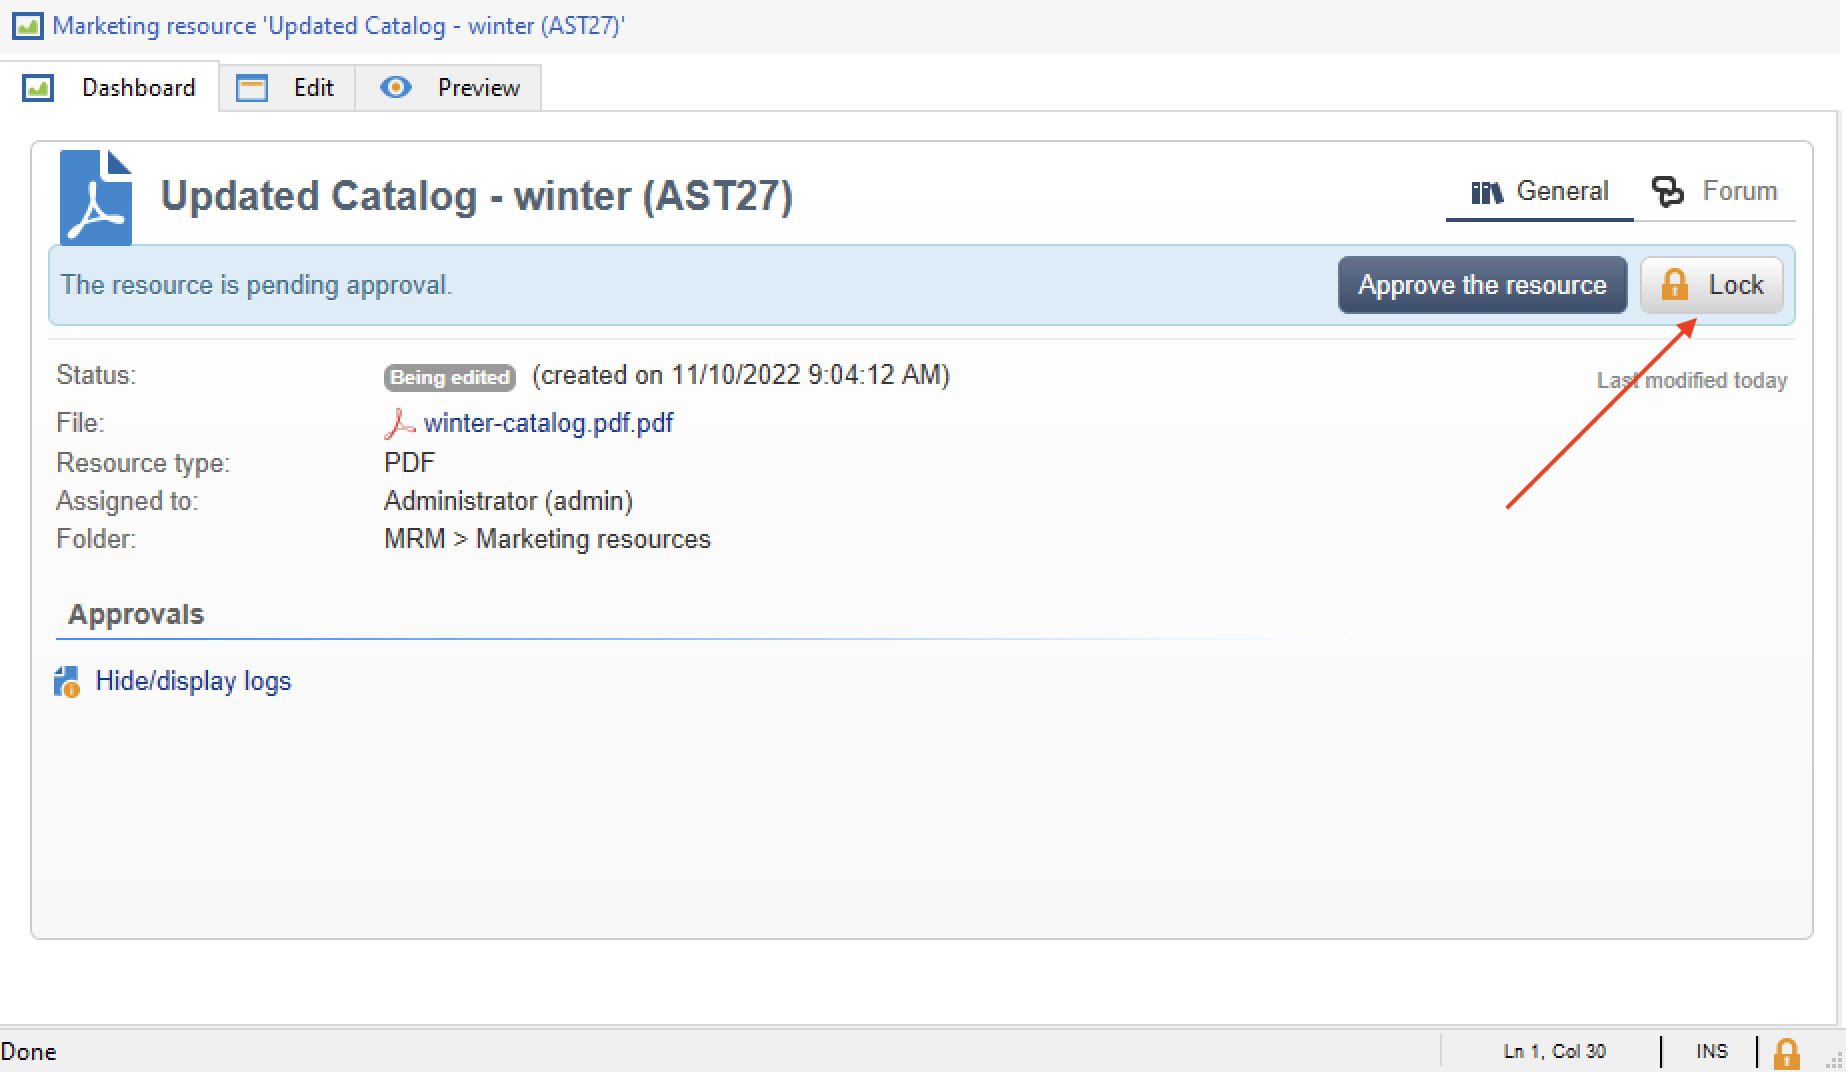 Marketing resource 'Updated Catalog - winter (AST27)'
Dashboard Edit Preview
Updated Catalog - winter (AST27)
General Forum
The resource is pending approval.
Approve the resource Lock
Status: Being edited (created on 11/10/2022 9:04:12 AM)
Last modified today
File: winter-catalog.pdf.pdf
Resource type: PDF
Assigned to: Administrator (admin)
Folder: MRM > Marketing resources
Approvals
Hide/display logs
Done Ln 1, Col 30 INS